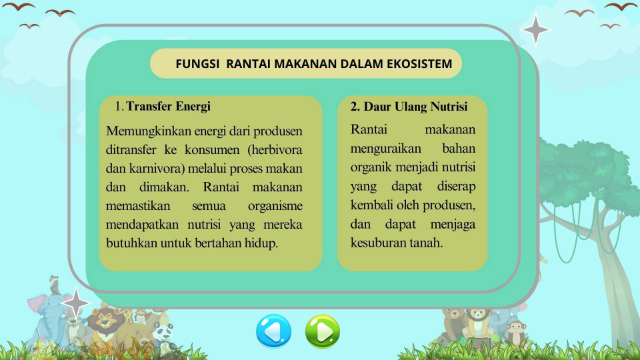 FUNGSI RANTAI MAKANAN DALAM EKOSISTEM
1. Transfer Energi
Memungkinkan energi dari produsen
ditransfer ke konsumen (herbivora
dan karnivora) melalui proses makan
dan dimakan. Rantai makanan
memastikan semua organisme
mendapatkan nutrisi yang mereka
butuhkan untuk bertahan hidup.
2. Daur Ulang Nutrisi
Rantai makanan
menguraikan bahan
organik menjadi nutrisi
yang dapat diserap
kembali oleh produsen,
dan dapat menjaga
kesuburan tanah.